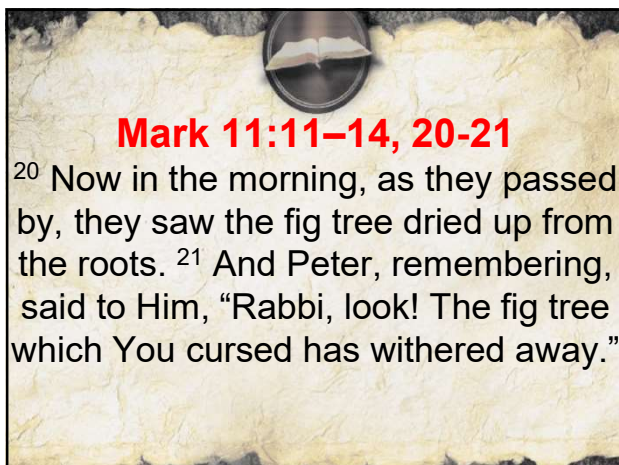 Mark 11:11–14, 20-21
20 Now in the morning, as they passed
by, they saw the fig tree dried up from
the roots. 21 And Peter, remembering,
said to Him, “Rabbi, look! The fig tree
which You cursed has withered away.”